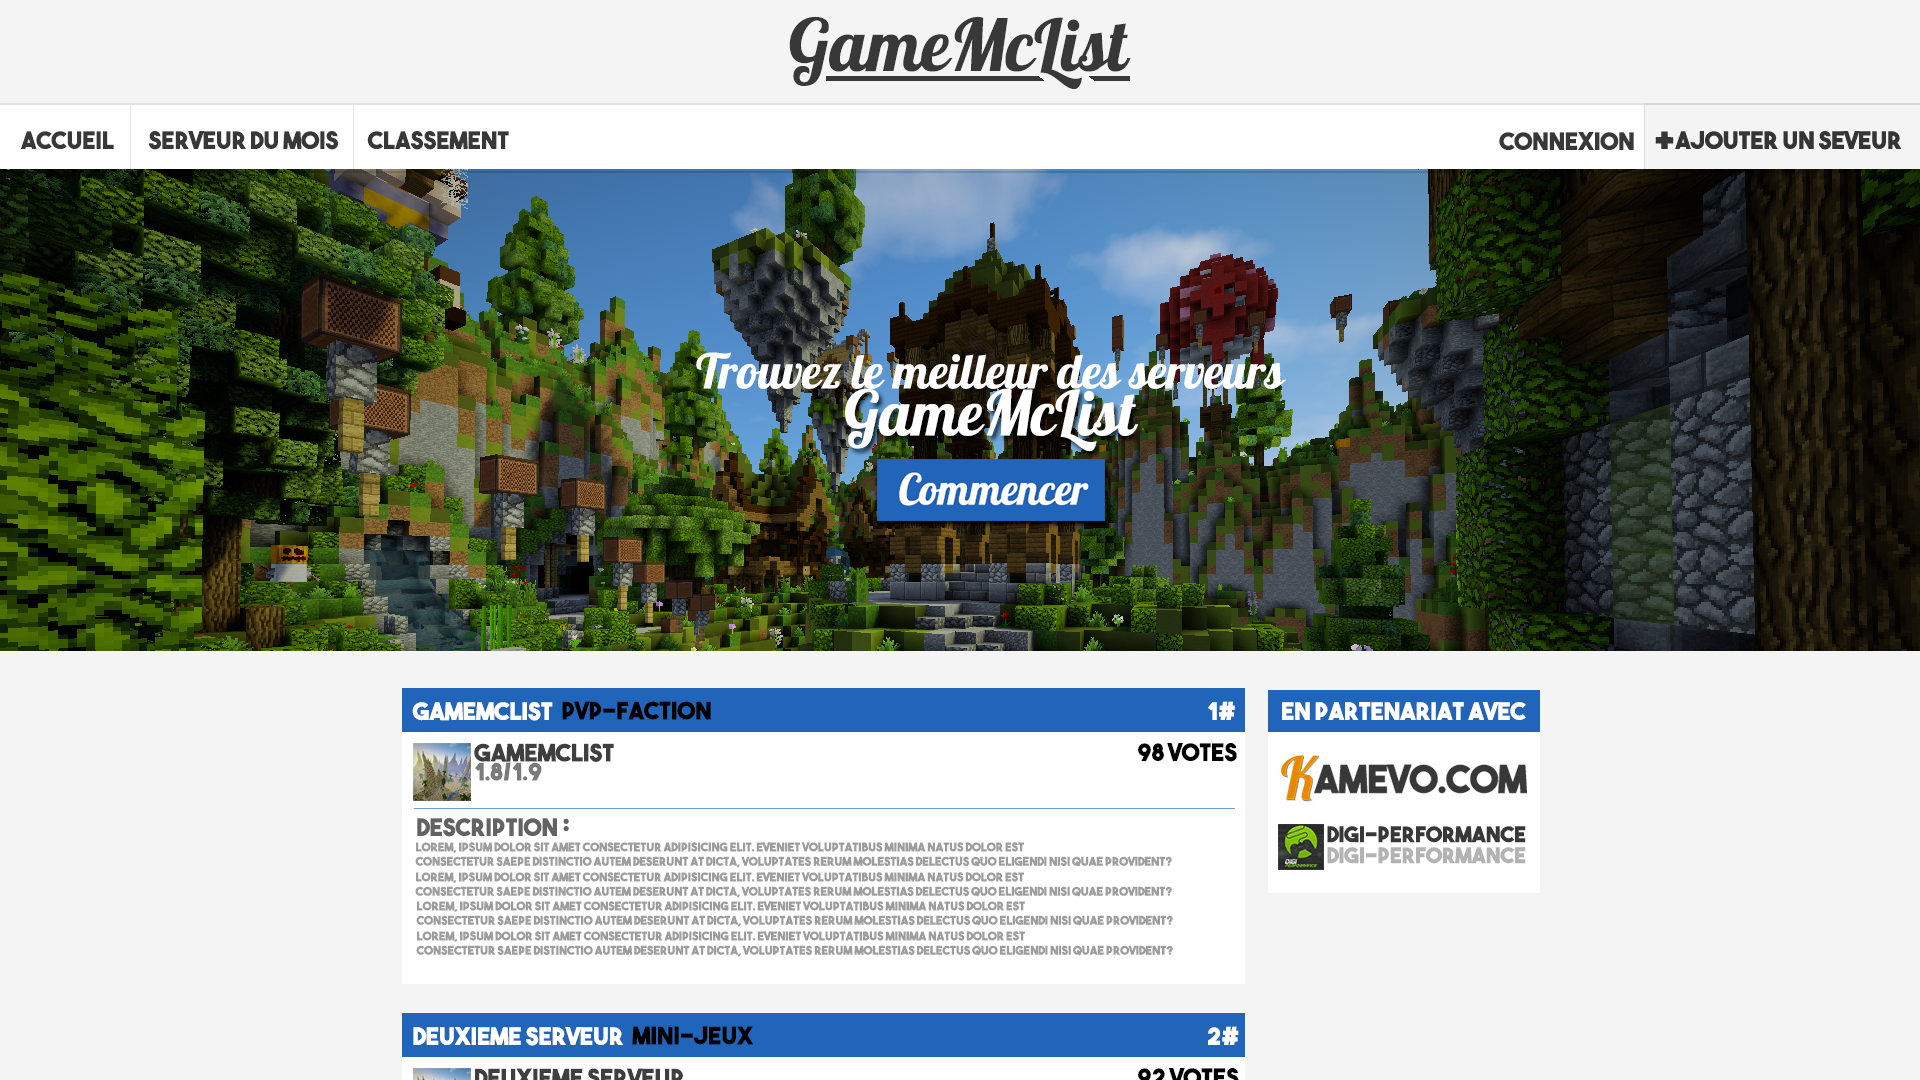 GameMcList
ACCUEIL
SERVEUR DU MOIS
CLASSEMENT
CONNEXION
+AJOUTER UN SEVEUR
Trouvez le meilleur des serveurs
GameMcList
Commencer
GAMEMCLIST PVP-FACTION 1#
GAMEMCLIST 98 VOTES
1.8/1.9
DESCRIPTION :
LOREM, IPSUM DOLOR SIT AMET CONSECTETUR ADIPISICING ELIT. EVENIET VOLUPTATIBUS MINIMA NATUS DOLOR EST
CONSECTETUR SAEPE DISTINCTIO AUTEM DESERUNT AT DICTA, VOLUPTATES RERUM MOLESTIAS DELECTUS QUO ELIGENDI NISI QUAE PROVIDENT?
LOREM, IPSUM DOLOR SIT AMET CONSECTETUR ADIPISICING ELIT. EVENIET VOLUPTATIBUS MINIMA NATUS DOLOR EST
CONSECTETUR SAEPE DISTINCTIO AUTEM DESERUNT AT DICTA, VOLUPTATES RERUM MOLESTIAS DELECTUS QUO ELIGENDI NISI QUAE PROVIDENT?
LOREM, IPSUM DOLOR SIT AMET CONSECTETUR ADIPISICING ELIT. EVENIET VOLUPTATIBUS MINIMA NATUS DOLOR EST
CONSECTETUR SAEPE DISTINCTIO AUTEM DESERUNT AT DICTA, VOLUPTATES RERUM MOLESTIAS DELECTUS QUO ELIGENDI NISI QUAE PROVIDENT?
LOREM, IPSUM DOLOR SIT AMET CONSECTETUR ADIPISICING ELIT. EVENIET VOLUPTATIBUS MINIMA NATUS DOLOR EST
CONSECTETUR SAEPE DISTINCTIO AUTEM DESERUNT AT DICTA, VOLUPTATES RERUM MOLESTIAS DELECTUS QUO ELIGENDI NISI QUAE PROVIDENT?
DEUXIEME SERVEUR MINI-JEUX 2#
DEUXIEME SERVEUR 92 VOTES
EN PARTENARIAT AVEC
KAMEVO.COM
DIGI PERFORMANCE
DIGI-PERFORMANCE
DIGI-PERFORMANCE